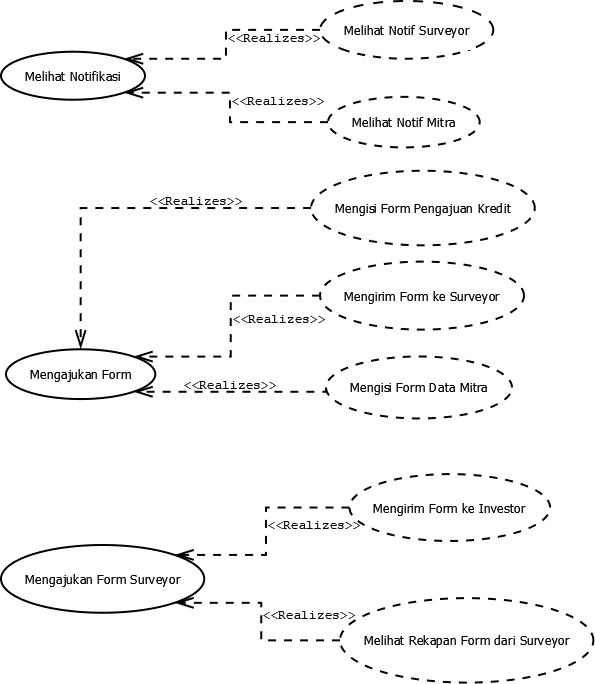 Melihat Notif Surveyor
<<Realizes>>
Melihat Notifikasi
<<Realizes>>
Melihat Notif Mitra
<<Realizes>>
Mengisi Form Pengajuan Kredit
Mengirim Form ke Surveyor
<<Realizes>>
Mengajukan Form
<<Realizes>>
Mengisi Form Data Mitra
Mengirim Form ke Investor
<<Realizes>>
Mengajukan Form Surveyor
<<Realizes>>
Melihat Rekapan Form dari Surveyor